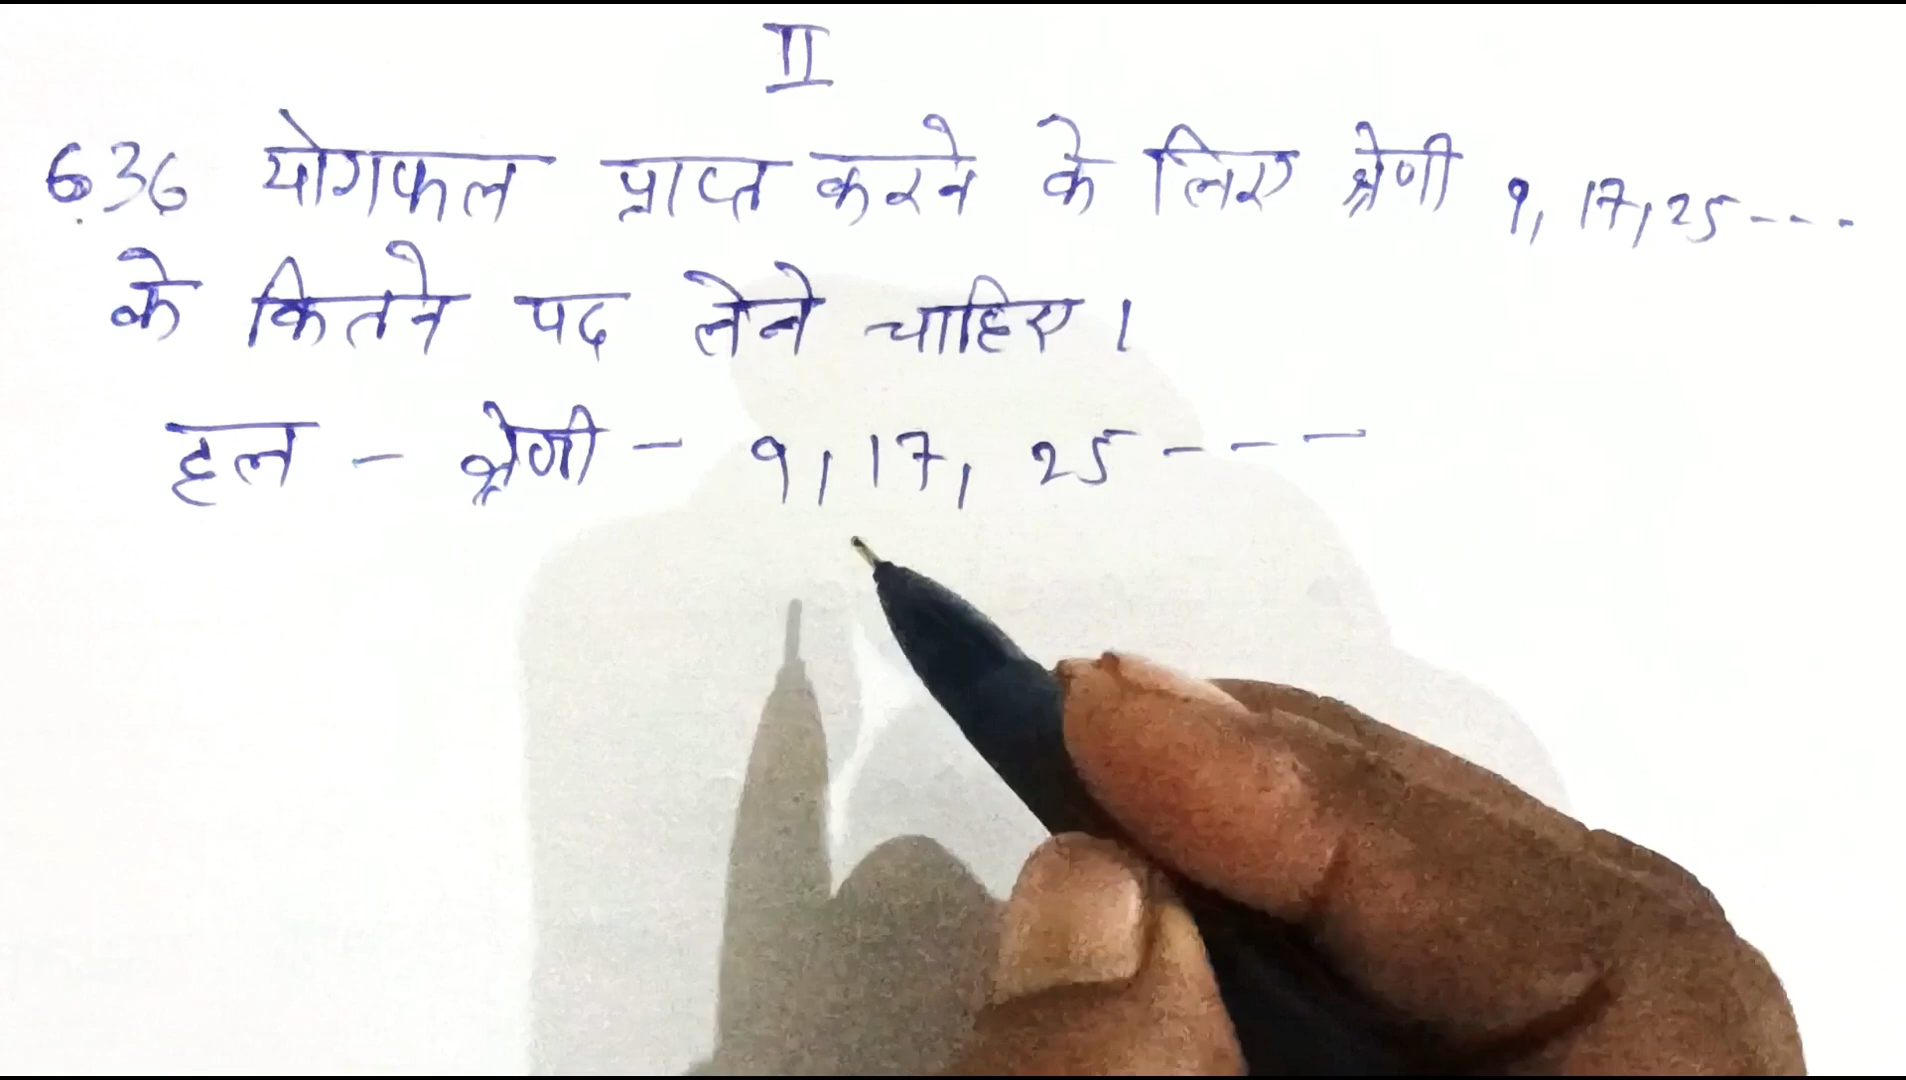 II
636 योगफल प्राप्त करने के लिए श्रेणी 9, 17, 25 ----
के कितने पद लेने चाहिए।
हल - श्रेणी - 9, 17, 25 ---